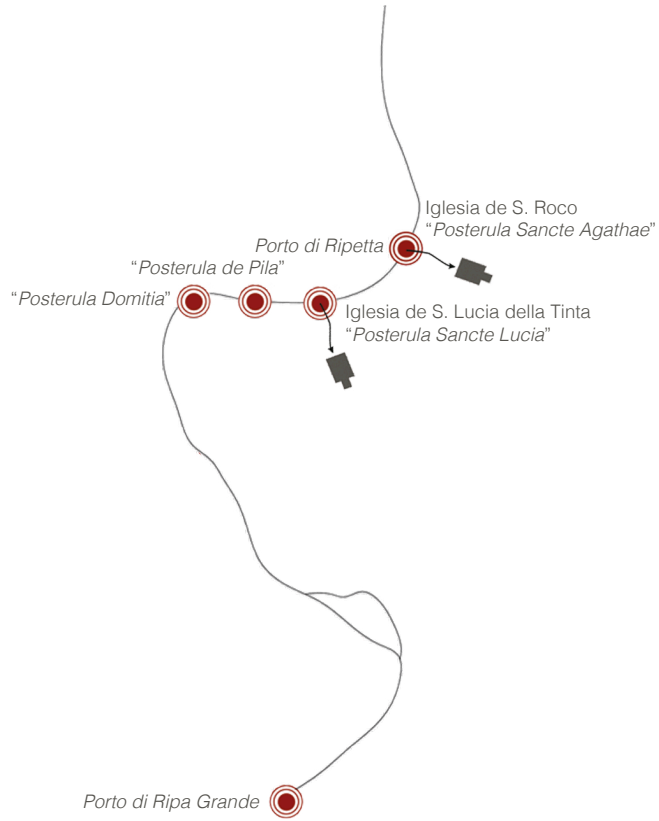 Iglesia de S. Roco
“Posterula Sancte Agathae”
Porto di Ripetta
“Posterula de Pila”
“Posterula Domitia”
Iglesia de S. Lucia della Tinta
“Posterula Sancte Lucia”
Porto di Ripa Grande